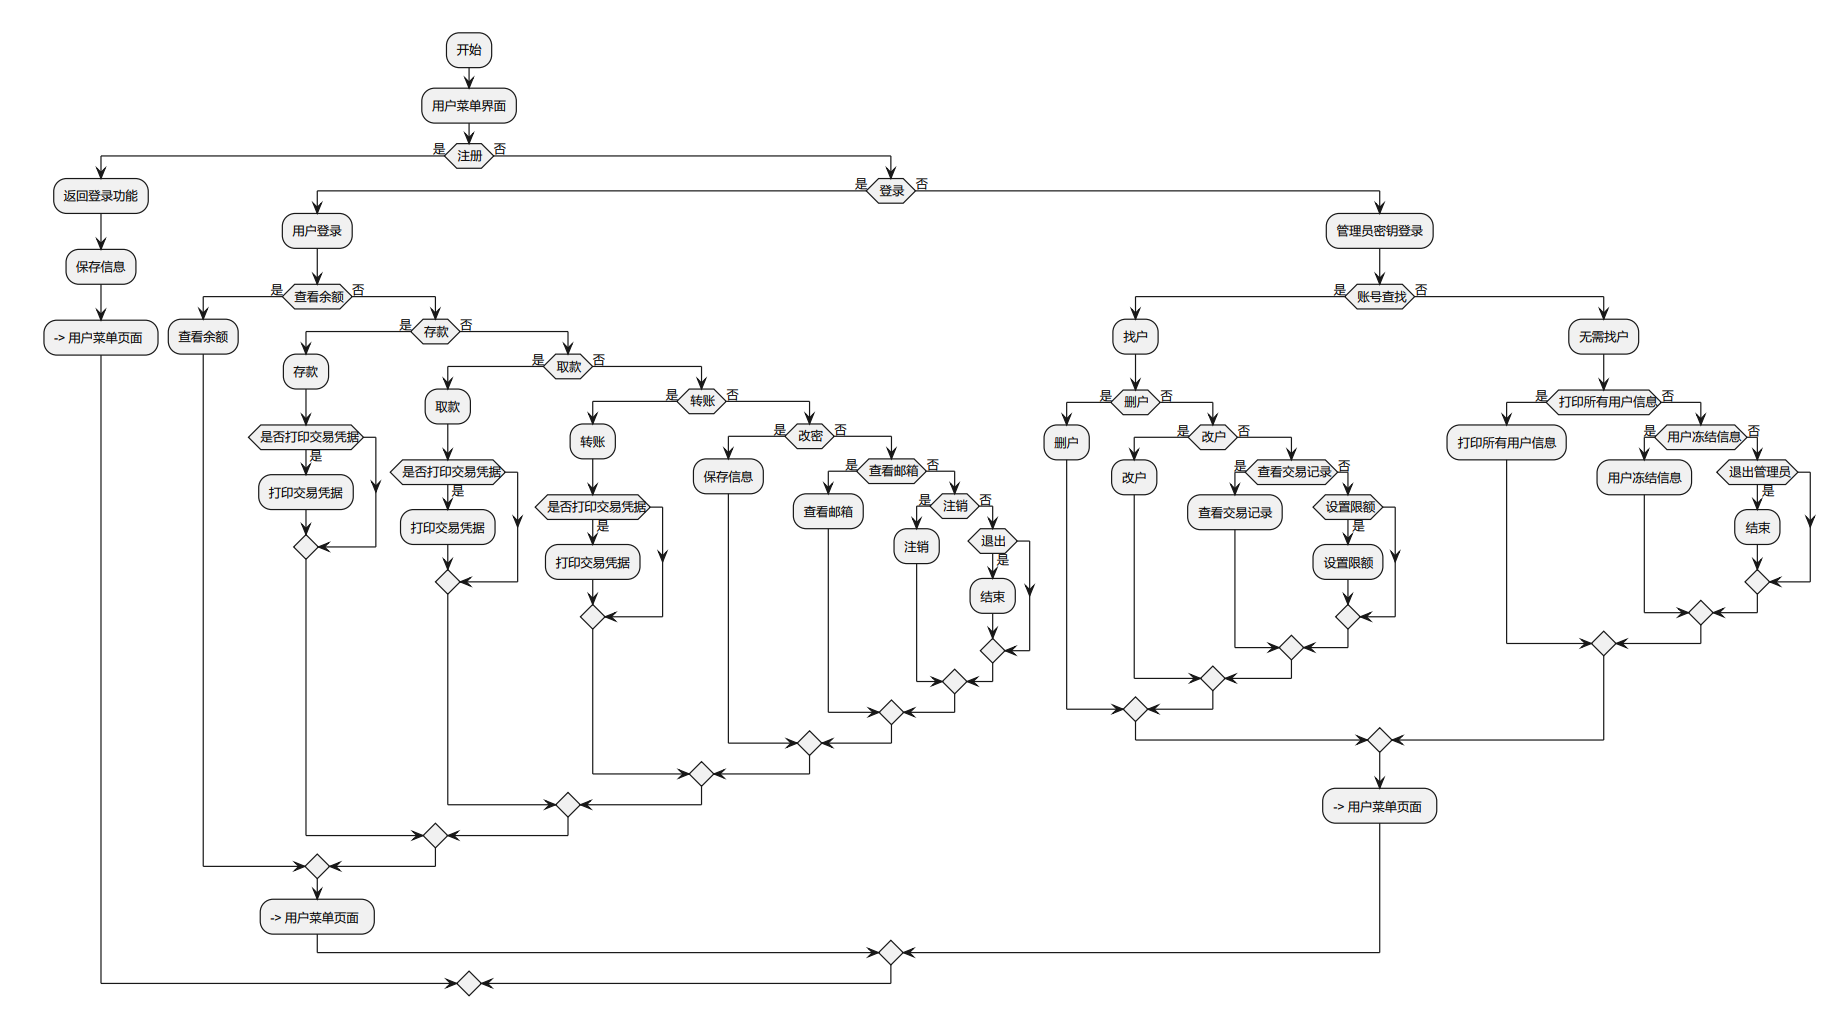 开始
用户菜单界面
是
注册
否
返回登录功能
保存信息
-> 用户菜单页面
是
登录
否
用户登录
是
查看余额
否
查看余额
是
存款
否
存款
是否打印交易凭据
是
打印交易凭据
是
取款
否
取款
是否打印交易凭据
是
打印交易凭据
是
转账
否
转账
是否打印交易凭据
是
打印交易凭据
是
改密
否
保存信息
是
查看邮箱
否
查看邮箱
是
注销
否
注销
退出
是
结束
-> 用户菜单页面
管理员密钥登录
是
账号查找
否
找户
是
删户
否
删户
是
改户
否
改户
是
查看交易记录
否
查看交易记录
设置限额
是
设置限额
无需找户
是
打印所有用户信息
否
打印所有用户信息
是
用户冻结信息
否
用户冻结信息
退出管理员
是
结束
-> 用户菜单页面